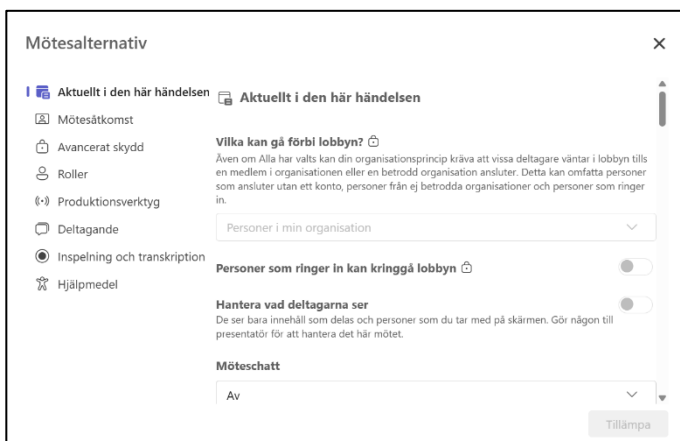 Mötesalternativ
Aktuellt i den här händelsen
Mötesåtkomst
Avancerat skydd
Roller
Produktionsverktyg
Deltagande
Inspelning och transkription
Hjälpmedel
Aktuellt i den här händelsen
Vilka kan gå förbi lobbyn?
Även om Alla har valts kan din organisationsprincip kräva att vissa deltagare väntar i lobbyn tills
en medlem i organisationen eller en betrodd organisation ansluter. Detta kan omfatta personer
som ansluter utan ett konto, personer från ej betrodda organisationer och personer som ringer
in.
Personer i min organisation
Personer som ringer in kan kringgå lobbyn
Hantera vad deltagarna ser
De ser bara innehåll som delas och personer som du tar med på skärmen. Gör någon till
presentatör för att hantera det här mötet.
Möteschatt
Av
Tillämpa